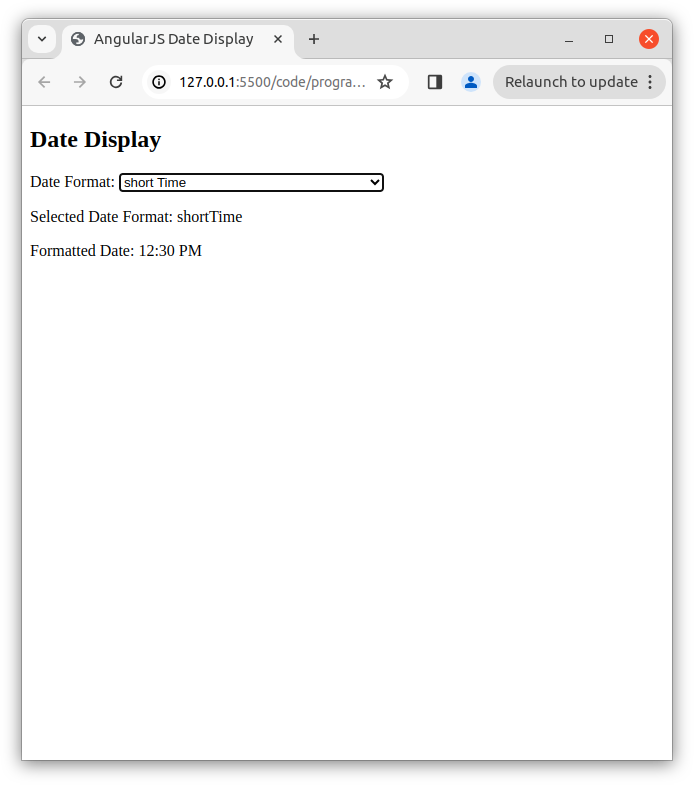 AngularJS Date Display
127.0.0.1:5500/code/progra...
Relaunch to update
Date Display
Date Format: short Time
Selected Date Format: shortTime
Formatted Date: 12:30 PM